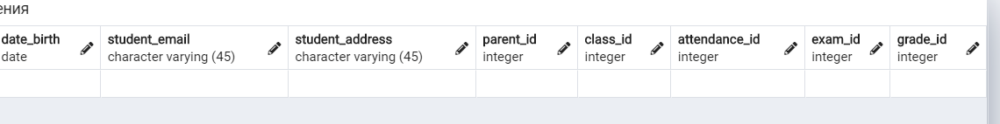 ения
date_birth student_email student_address parent_id class_id attendance_id exam_id grade_id
date character varying (45) character varying (45) integer integer integer integer integer